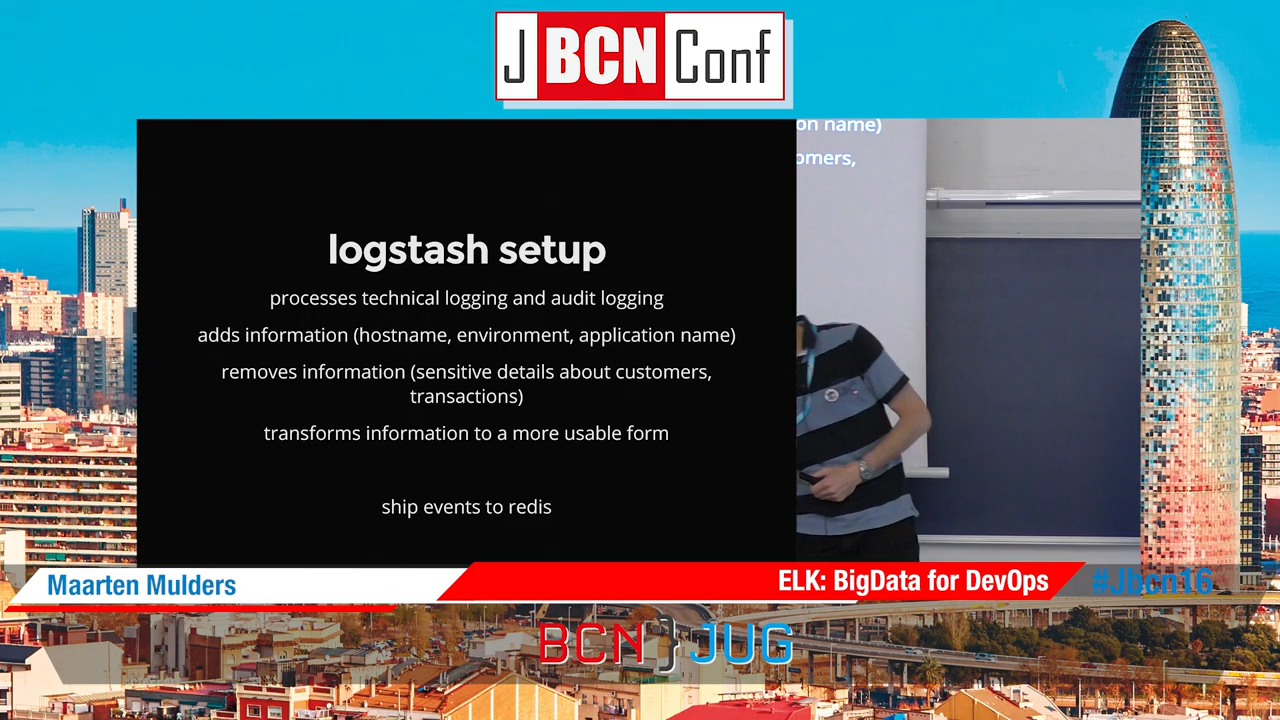 J BCN Conf
on name)
omers,
logstash setup
processes technical logging and audit logging
adds information (hostname, environment, application name)
removes information (sensitive details about customers,
transactions)
transforms information to a more usable form
ship events to redis
Maarten Mulders
ELK: BigData for DevOps
#Jbcn16
BCN}JUG